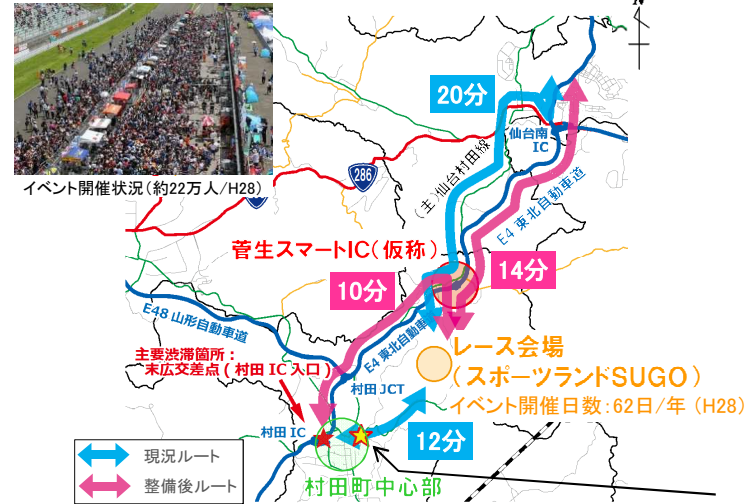 イベント開催状況(約22万人/H28)
20分
仙台南
IC
(主)仙台村田線
286
E4 東北自動車道
菅生スマートIC(仮称)
14分
10分
E48 山形自動車道
E4 東北自動車
レース会場
(スポーツランドSUGO)
イベント開催日数:62日/年 (H28)
主要渋滞箇所:
末広交差点(村田IC入口)
村田JCT
村田IC
12分
村田町中心部
現況ルート
整備後ルート